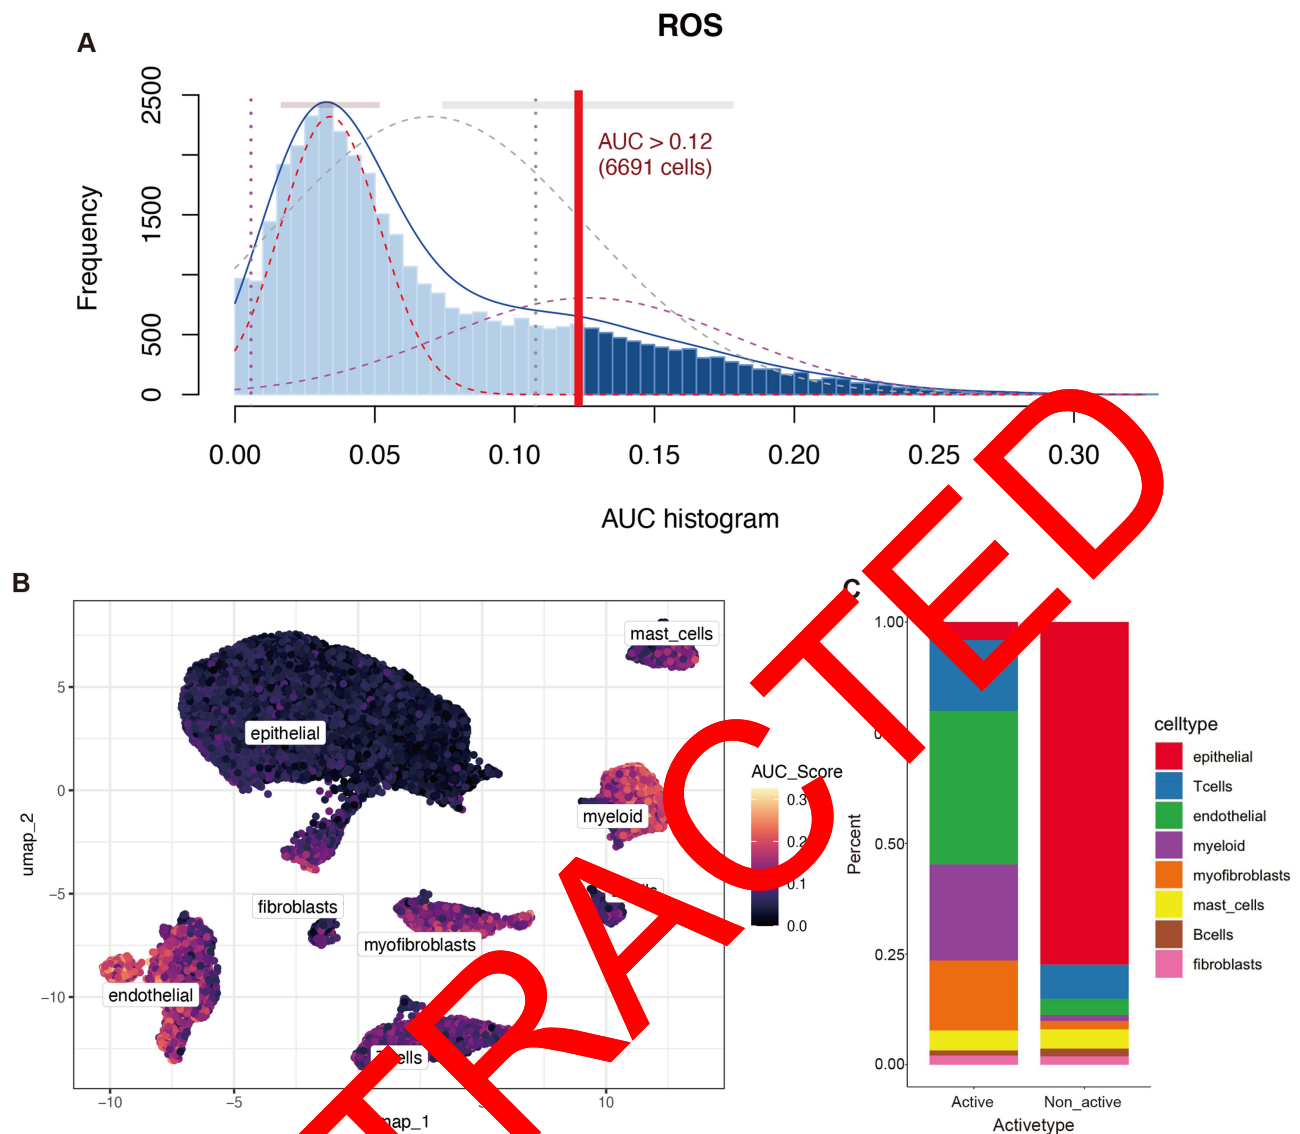 ROS
A
Frequency
2500
1500
500
0
AUC > 0.12
(6691 cells)
0.00 0.05 0.10 0.15 0.20 0.25 0.30
AUC histogram
B
umap_2
5
0
−5
−10
mast_cells
epithelial
myeloid
fibroblasts
myofibroblasts
endothelial
−10 −5 10
AUC_Score
0.1
0.0
C
Percent
1.00
0.50
0.25
0.00
Active Non_active
Activetype
celltype
epithelial
Tcells
endothelial
myeloid
myofibroblasts
mast_cells
Bcells
fibroblasts